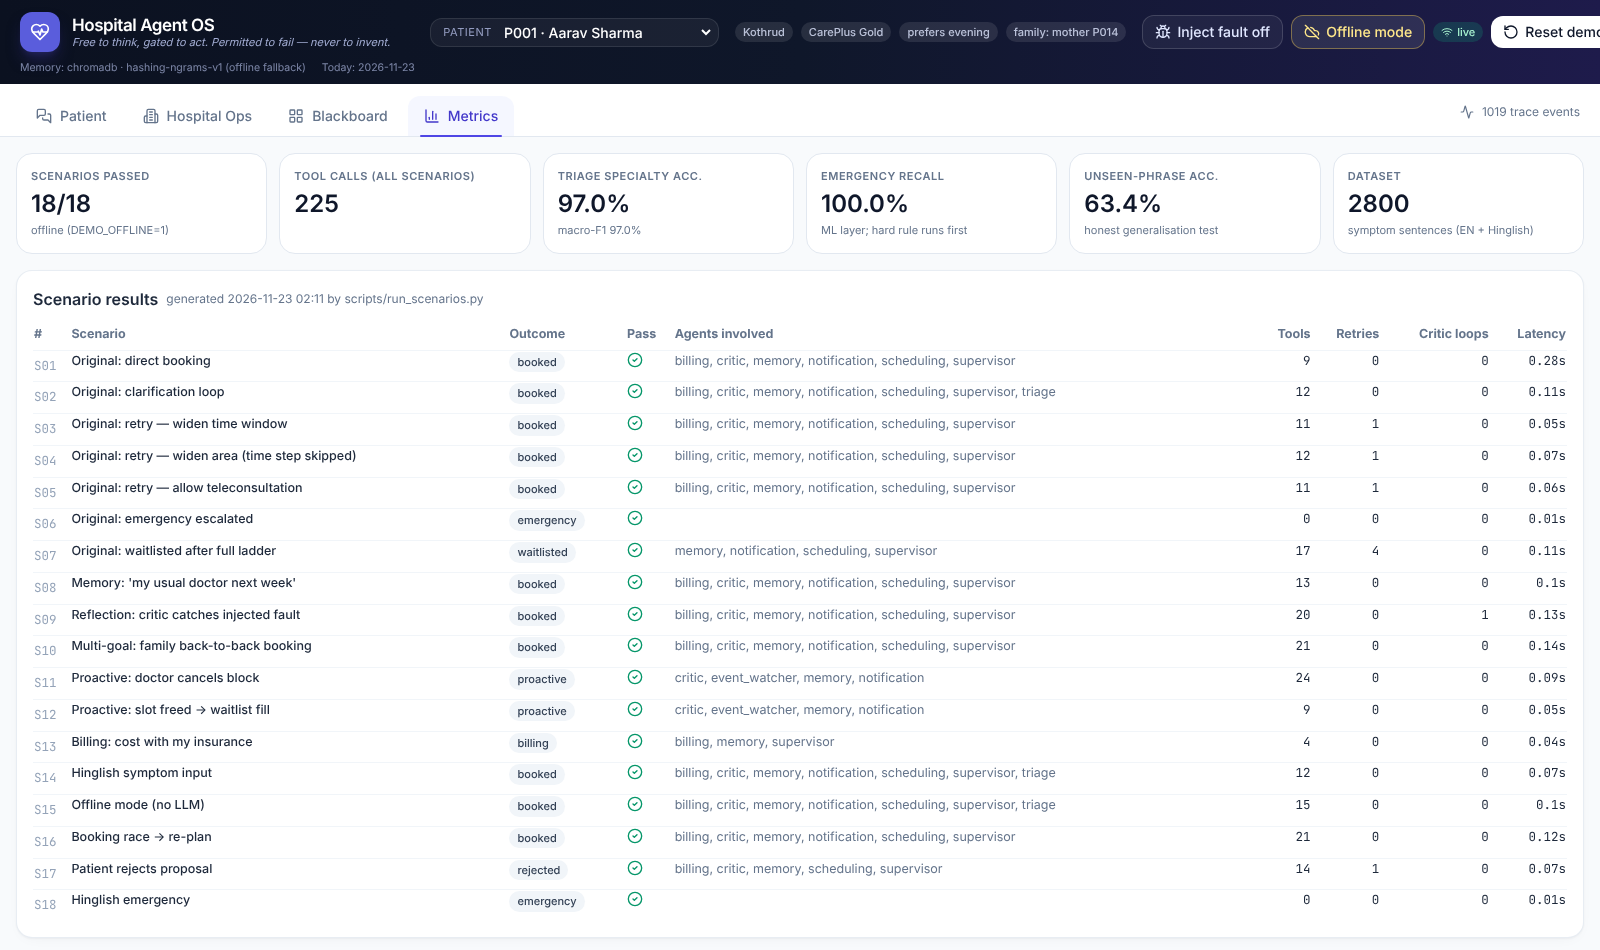 Hospital Agent OS
Free to think, gated to act. Permitted to fail — never to invent.
Memory: chromadb · hashing-ngrams-v1 (offline fallback) Today: 2026-11-23
PATIENT P001 · Aarav Sharma
Kothrud CarePlus Gold prefers evening family: mother P014
Inject fault off Offline mode live Reset demo
Patient Hospital Ops Blackboard Metrics 1019 trace events
SCENARIOS PASSED
18/18
offline (DEMO_OFFLINE=1)
TOOL CALLS (ALL SCENARIOS)
225
TRIAGE SPECIALTY ACC.
97.0%
macro-F1 97.0%
EMERGENCY RECALL
100.0%
ML layer; hard rule runs first
UNSEEN-PHRASE ACC.
63.4%
honest generalisation test
DATASET
2800
symptom sentences (EN + Hinglish)
Scenario results generated 2026-11-23 02:11 by scripts/run_scenarios.py
# Scenario Outcome Pass Agents involved Tools Retries Critic loops Latency
S01 Original: direct booking booked billing, critic, memory, notification, scheduling, supervisor 9 0 0 0.28s
S02 Original: clarification loop booked billing, critic, memory, notification, scheduling, supervisor, triage 12 0 0 0.11s
S03 Original: retry — widen time window booked billing, critic, memory, notification, scheduling, supervisor 11 1 0 0.05s
S04 Original: retry — widen area (time step skipped) booked billing, critic, memory, notification, scheduling, supervisor 12 1 0 0.07s
S05 Original: retry — allow teleconsultation booked billing, critic, memory, notification, scheduling, supervisor 11 1 0 0.06s
S06 Original: emergency escalated emergency 0 0 0 0.01s
S07 Original: waitlisted after full ladder waitlisted memory, notification, scheduling, supervisor 17 4 0 0.11s
S08 Memory: 'my usual doctor next week' booked billing, critic, memory, notification, scheduling, supervisor 13 0 0 0.1s
S09 Reflection: critic catches injected fault booked billing, critic, memory, notification, scheduling, supervisor 20 0 1 0.13s
S10 Multi-goal: family back-to-back booking booked billing, critic, memory, notification, scheduling, supervisor 21 0 0 0.14s
S11 Proactive: doctor cancels block proactive critic, event_watcher, memory, notification 24 0 0 0.09s
S12 Proactive: slot freed → waitlist fill proactive critic, event_watcher, memory, notification 9 0 0 0.05s
S13 Billing: cost with my insurance billing billing, memory, supervisor 4 0 0 0.04s
S14 Hinglish symptom input booked billing, critic, memory, notification, scheduling, supervisor, triage 12 0 0 0.07s
S15 Offline mode (no LLM) booked billing, critic, memory, notification, scheduling, supervisor, triage 15 0 0 0.1s
S16 Booking race → re-plan booked billing, critic, memory, notification, scheduling, supervisor 21 0 0 0.12s
S17 Patient rejects proposal rejected billing, critic, memory, scheduling, supervisor 14 1 0 0.07s
S18 Hinglish emergency emergency 0 0 0 0.01s